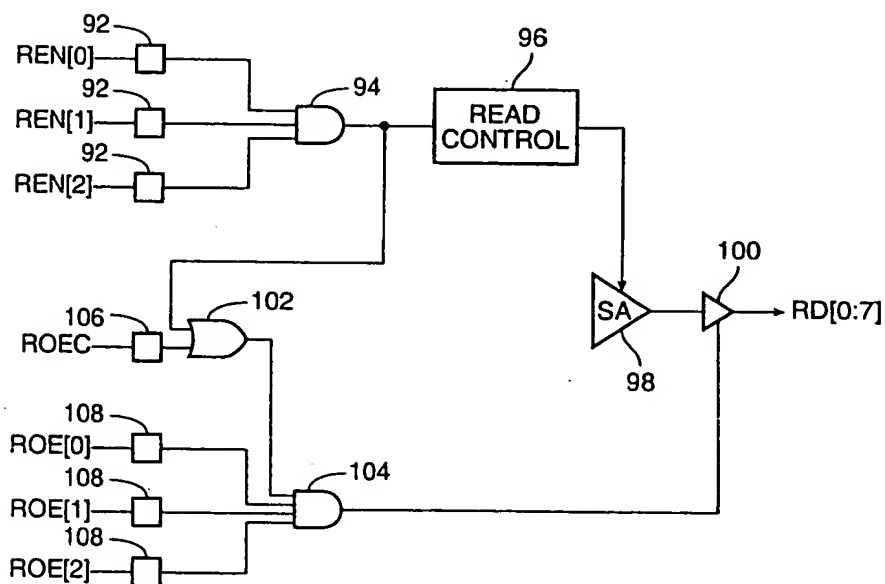 92
REN[0]
92
REN[1]
92
REN[2]
94
96
READ
CONTROL
100
SA
RD[0:7]
98
102
106
ROEC
108
ROE[0]
108
ROE[1]
108
ROE[2]
104